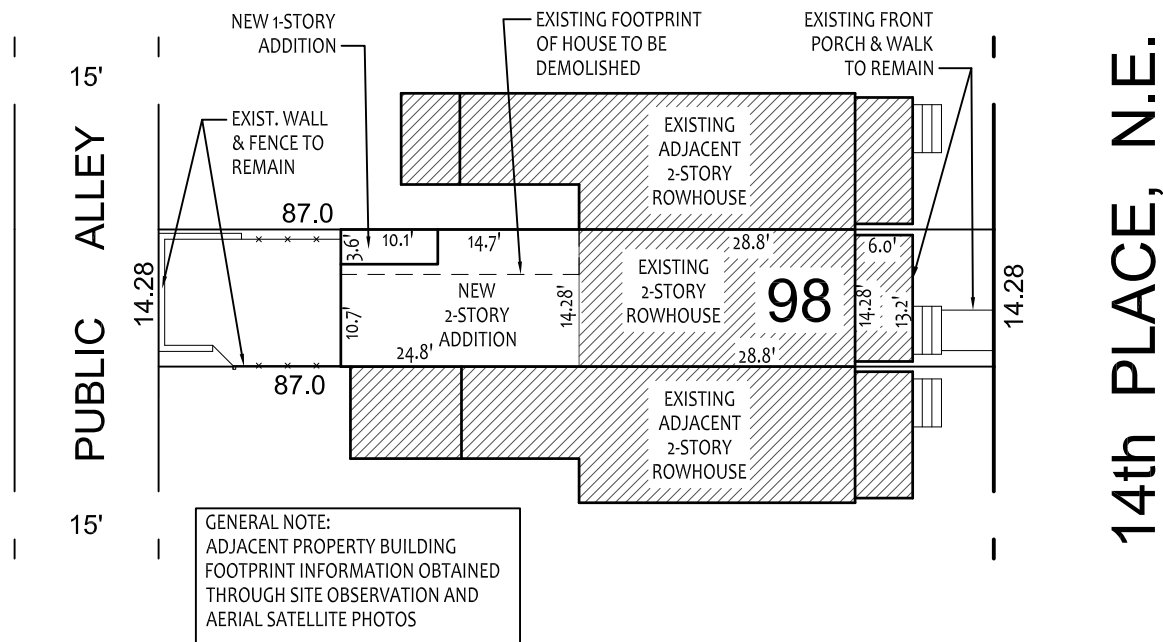 NEW 1-STORY
ADDITION
EXISTING FOOTPRINT
OF HOUSE TO BE
DEMOLISHED
EXISTING FRONT
PORCH & WALK
TO REMAIN
15'
EXIST. WALL
& FENCE TO
REMAIN
PUBLIC ALLEY
EXISTING
ADJACENT
2-STORY
ROWHOUSE
14th PLACE, N.E.
87.0
3.6'
10.1'
14.7'
28.8'
6.0'
14.28
10.7'
NEW
2-STORY
ADDITION
14.28'
EXISTING
2-STORY
ROWHOUSE
98
14.28'
13.2'
14.28
24.8'
28.8'
87.0
EXISTING
ADJACENT
2-STORY
ROWHOUSE
15'
GENERAL NOTE:
ADJACENT PROPERTY BUILDING
FOOTPRINT INFORMATION OBTAINED
THROUGH SITE OBSERVATION AND
AERIAL SATELLITE PHOTOS